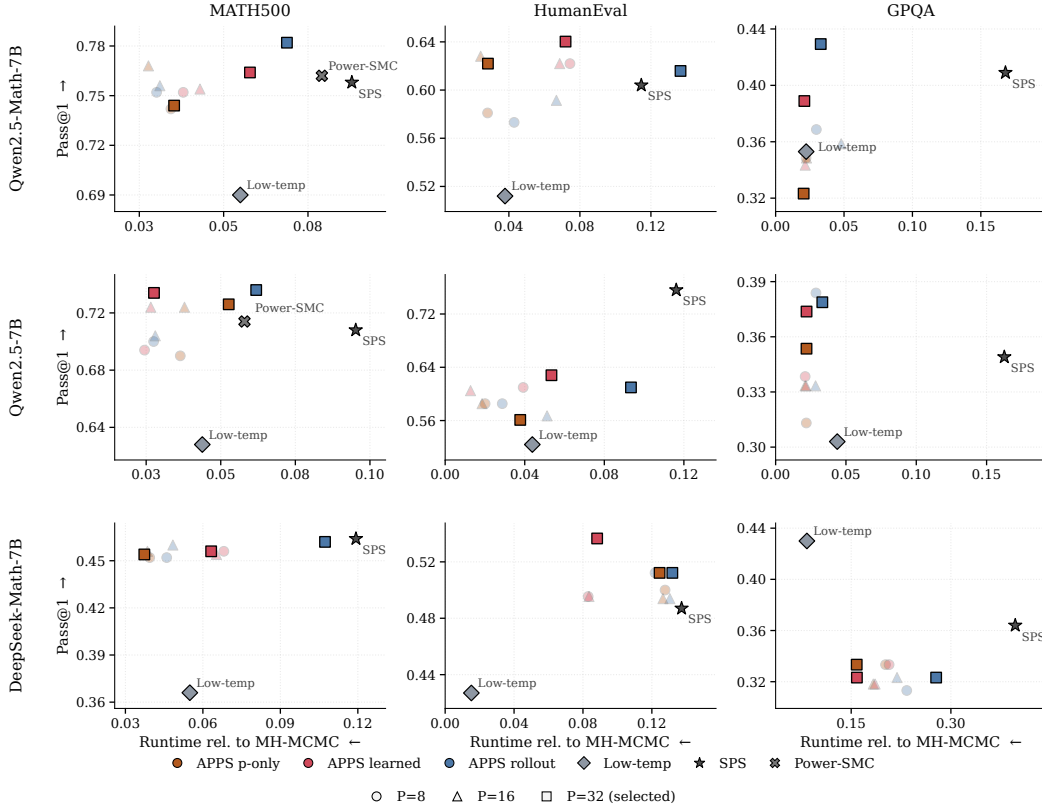 MATH500
HumanEval
GPQA
Qwen2.5-Math-7B
Pass@1 →
0.78
0.75
0.72
0.69
0.03
0.05
0.08
Power-SMC
SPS
Low-temp
0.64
0.60
0.56
0.52
0.04
0.08
0.12
SPS
Low-temp
0.44
0.40
0.36
0.32
0.00
0.05
0.10
0.15
SPS
Low-temp
Qwen2.5-7B
Pass@1 →
0.72
0.68
0.64
0.03
0.05
0.08
0.10
Power-SMC
SPS
Low-temp
0.72
0.64
0.56
0.00
0.04
0.08
0.12
SPS
Low-temp
0.39
0.36
0.33
0.30
0.00
0.05
0.10
0.15
SPS
Low-temp
DeepSeek-Math-7B
Pass@1 →
0.45
0.42
0.39
0.36
0.03
0.06
0.09
0.12
SPS
Low-temp
Runtime rel. to MH-MCMC ←
0.52
0.48
0.44
0.00
0.04
0.08
0.12
SPS
Low-temp
Runtime rel. to MH-MCMC ←
0.44
0.40
0.36
0.32
0.15
0.30
Low-temp
SPS
Runtime rel. to MH-MCMC ←
APPS p-only
APPS learned
APPS rollout
Low-temp
SPS
Power-SMC
P=8
P=16
P=32 (selected)